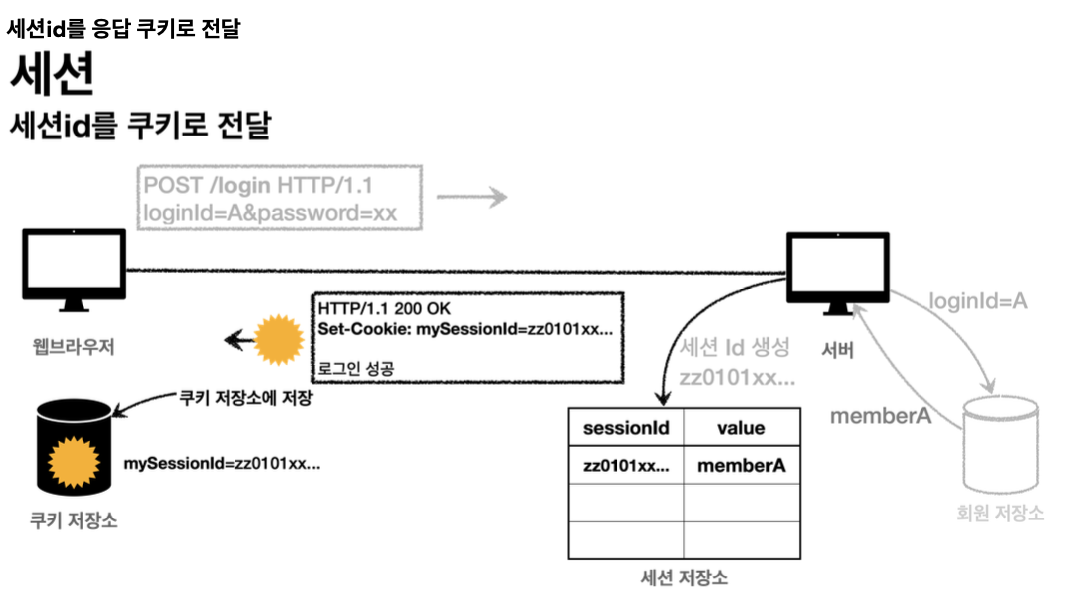 세션id를 응답 쿠키로 전달
세션
세션id를 쿠키로 전달
POST /login HTTP/1.1
loginId=A&password=xx
HTTP/1.1 200 OK
Set-Cookie: mySessionId=zz0101xx...
로그인 성공
웹브라우저
서버
loginId=A
세션 Id 생성
zz0101xx...
쿠키 저장소에 저장
memberA
sessionId value
zz0101xx... memberA
mySessionId=zz0101xx...
쿠키 저장소
회원 저장소
세션 저장소